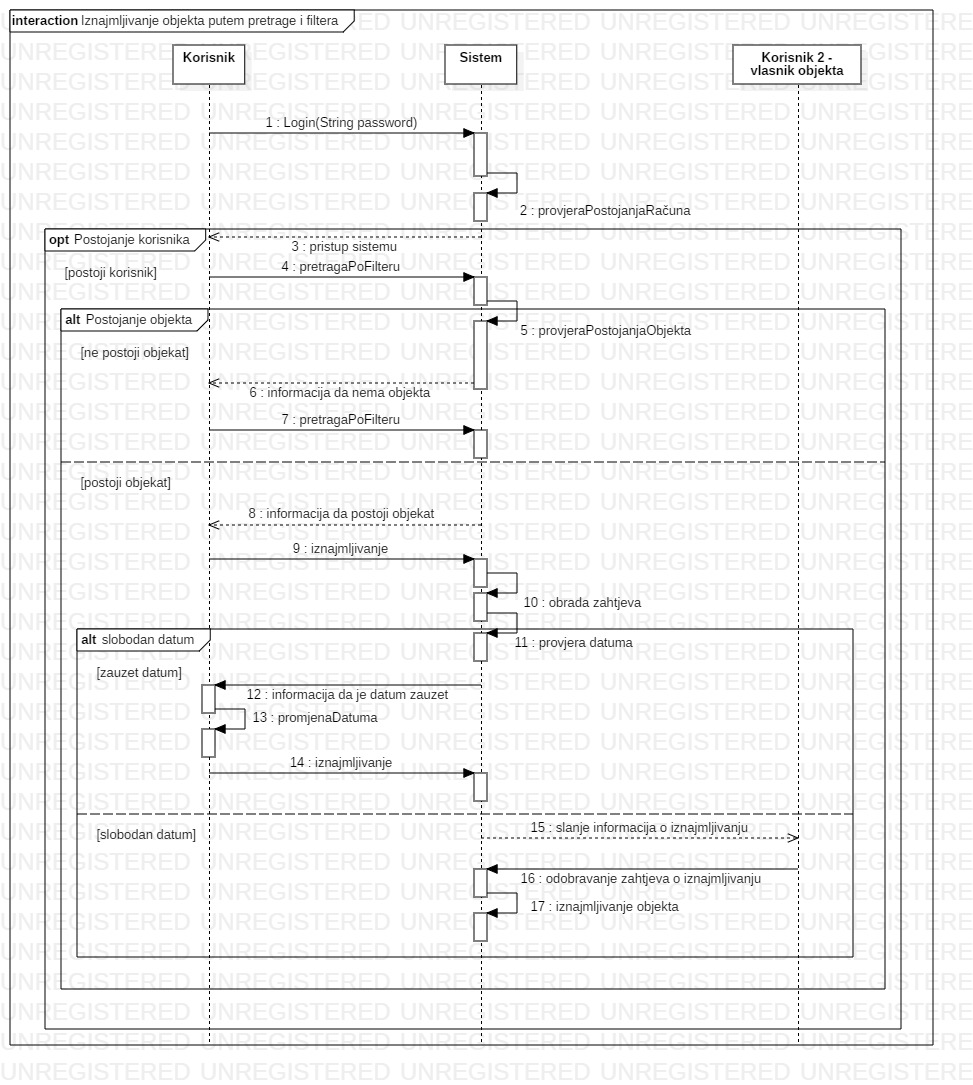 interaction Iznajmljivanje objekta putem pretrage i filtera
Korisnik
Sistem
Korisnik 2 -
vlasnik objekta
1 : Login(String password)
2 : provjeraPostojanjaRačuna
opt Postojanje korisnika
3 : pristup sistemu
[postoji korisnik]
4 : pretragaPoFilteru
alt Postojanje objekta
5 : provjeraPostojanjaObjekta
[ne postoji objekat]
6 : informacija da nema objekta
7 : pretragaPoFilteru
[postoji objekat]
8 : informacija da postoji objekat
9 : iznajmljivanje
10 : obrada zahtjeva
alt slobodan datum
11 : provjera datuma
[zauzet datum]
12 : informacija da je datum zauzet
13 : promjenaDatuma
14 : iznajmljivanje
[slobodan datum]
15 : slanje informacija o iznajmljivanju
16 : odobravanje zahtjeva o iznajmljivanju
17 : iznajmljivanje objekta
UNREGISTERED